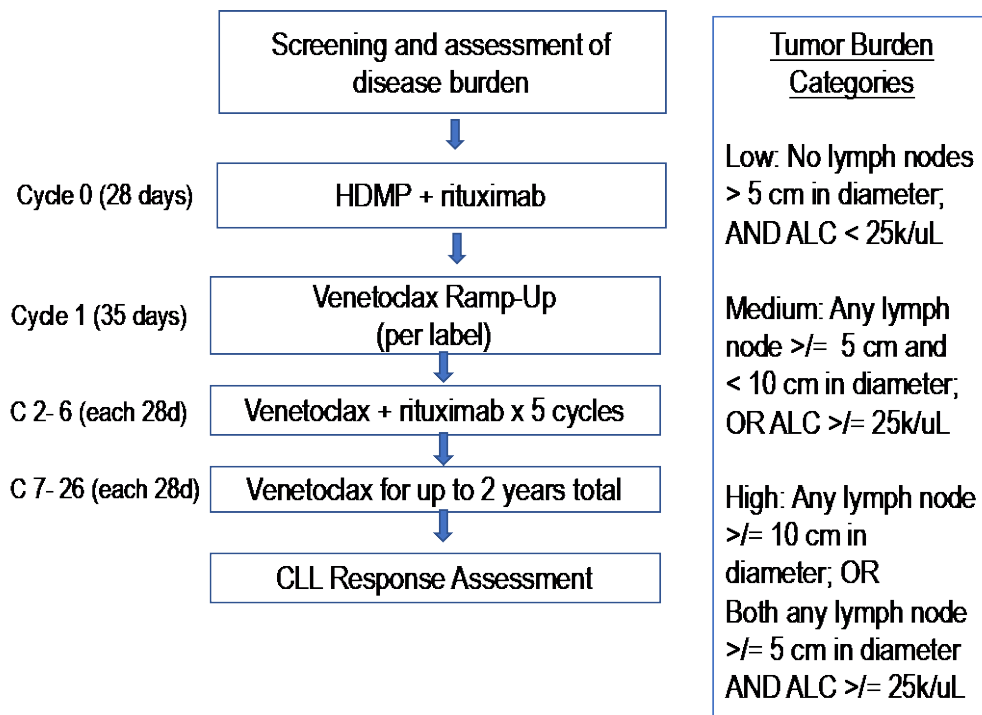 Screening and assessment of
disease burden
Cycle 0 (28 days)
HDMP + rituximab
Cycle 1 (35 days)
Venetoclax Ramp-Up
(per label)
C 2- 6 (each 28d)
Venetoclax + rituximab x 5 cycles
C 7- 26 (each 28d)
Venetoclax for up to 2 years total
CLL Response Assessment
Tumor Burden
Categories
Low: No lymph nodes
> 5 cm in diameter;
AND ALC < 25k/uL
Medium: Any lymph
node >/= 5 cm and
< 10 cm in diameter;
OR ALC >/= 25k/uL
High: Any lymph node
>/= 10 cm in
diameter; OR
Both any lymph node
>/= 5 cm in diameter
AND ALC >/= 25k/uL